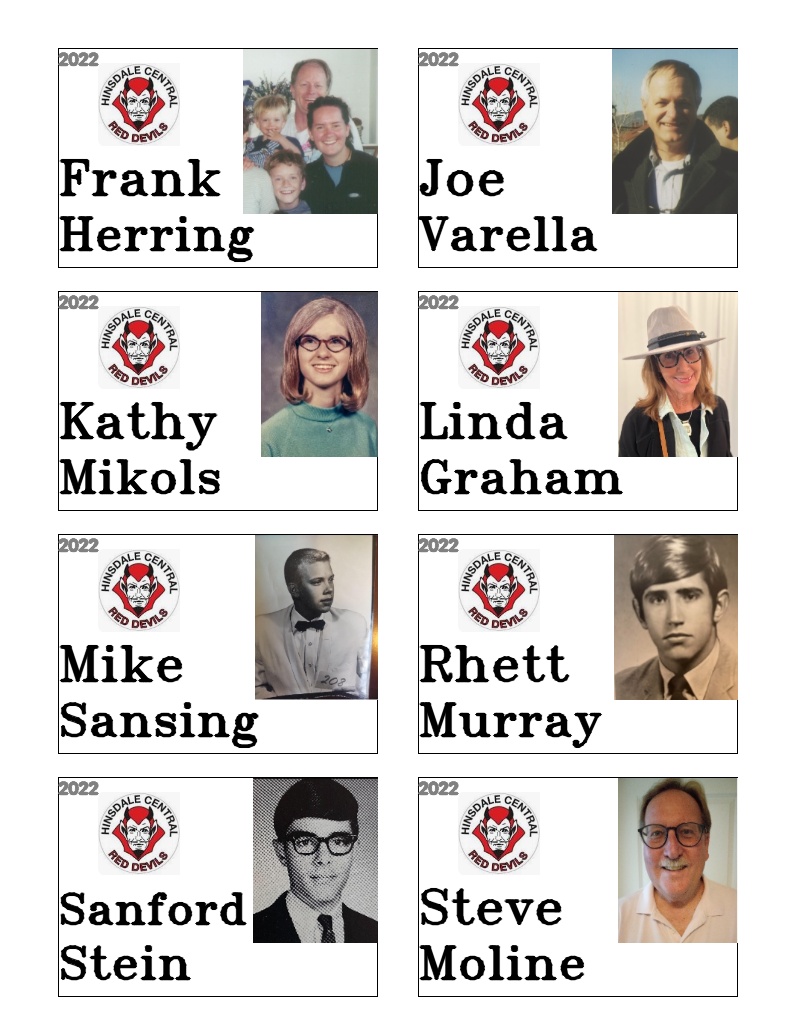 2022
HINSDALE CENTRAL
RED DEVILS
Frank
Herring
2022
HINSDALE CENTRAL
RED DEVILS
Joe
Varella
2022
HINSDALE CENTRAL
RED DEVILS
Kathy
Mikols
2022
HINSDALE CENTRAL
RED DEVILS
Linda
Graham
2022
HINSDALE CENTRAL
RED DEVILS
Mike
Sansing
208
2022
HINSDALE CENTRAL
RED DEVILS
Rhett
Murray
2022
HINSDALE CENTRAL
RED DEVILS
Sanford
Stein
2022
HINSDALE CENTRAL
RED DEVILS
Steve
Moline